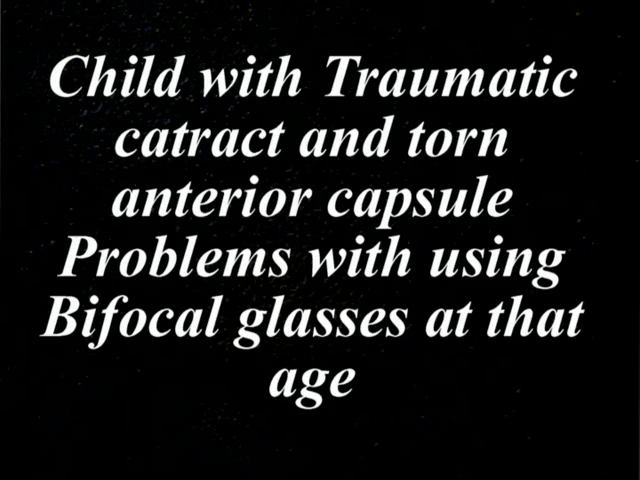 Child with Traumatic
catract and torn
anterior capsule
Problems with using
Bifocal glasses at that
age